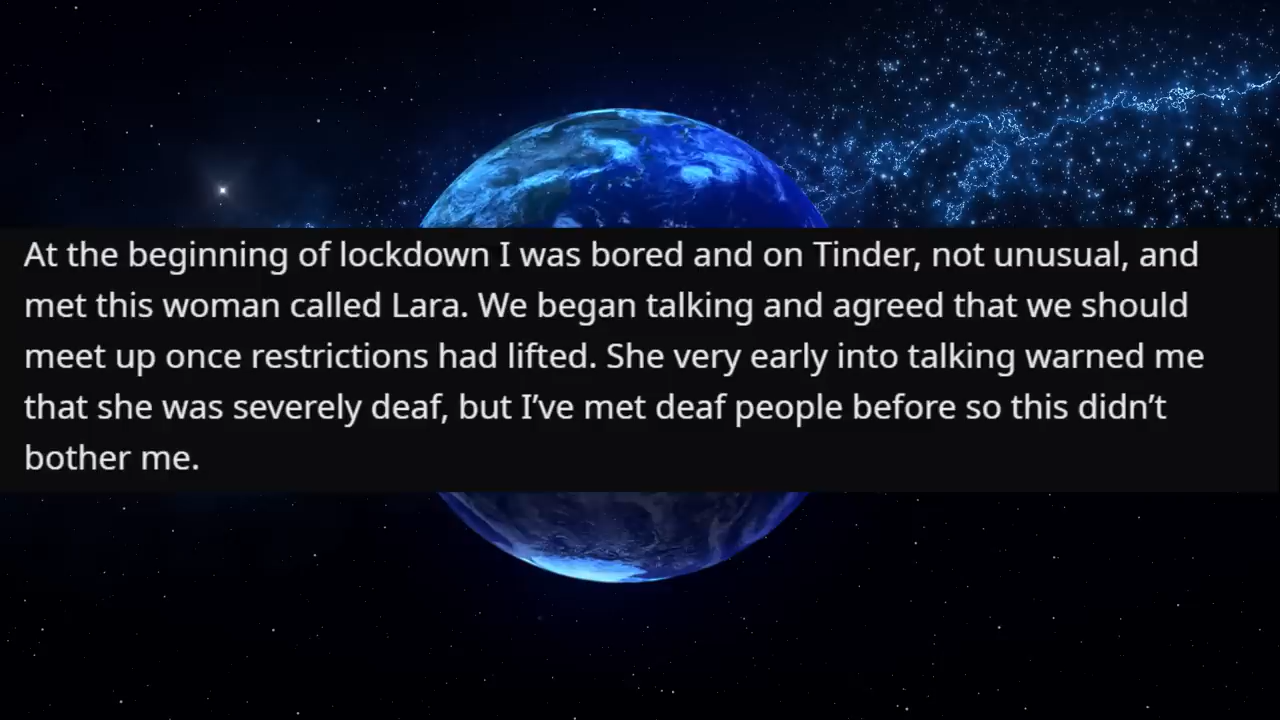 At the beginning of lockdown I was bored and on Tinder, not unusual, and
met this woman called Lara. We began talking and agreed that we should
meet up once restrictions had lifted. She very early into talking warned me
that she was severely deaf, but I’ve met deaf people before so this didn’t
bother me.